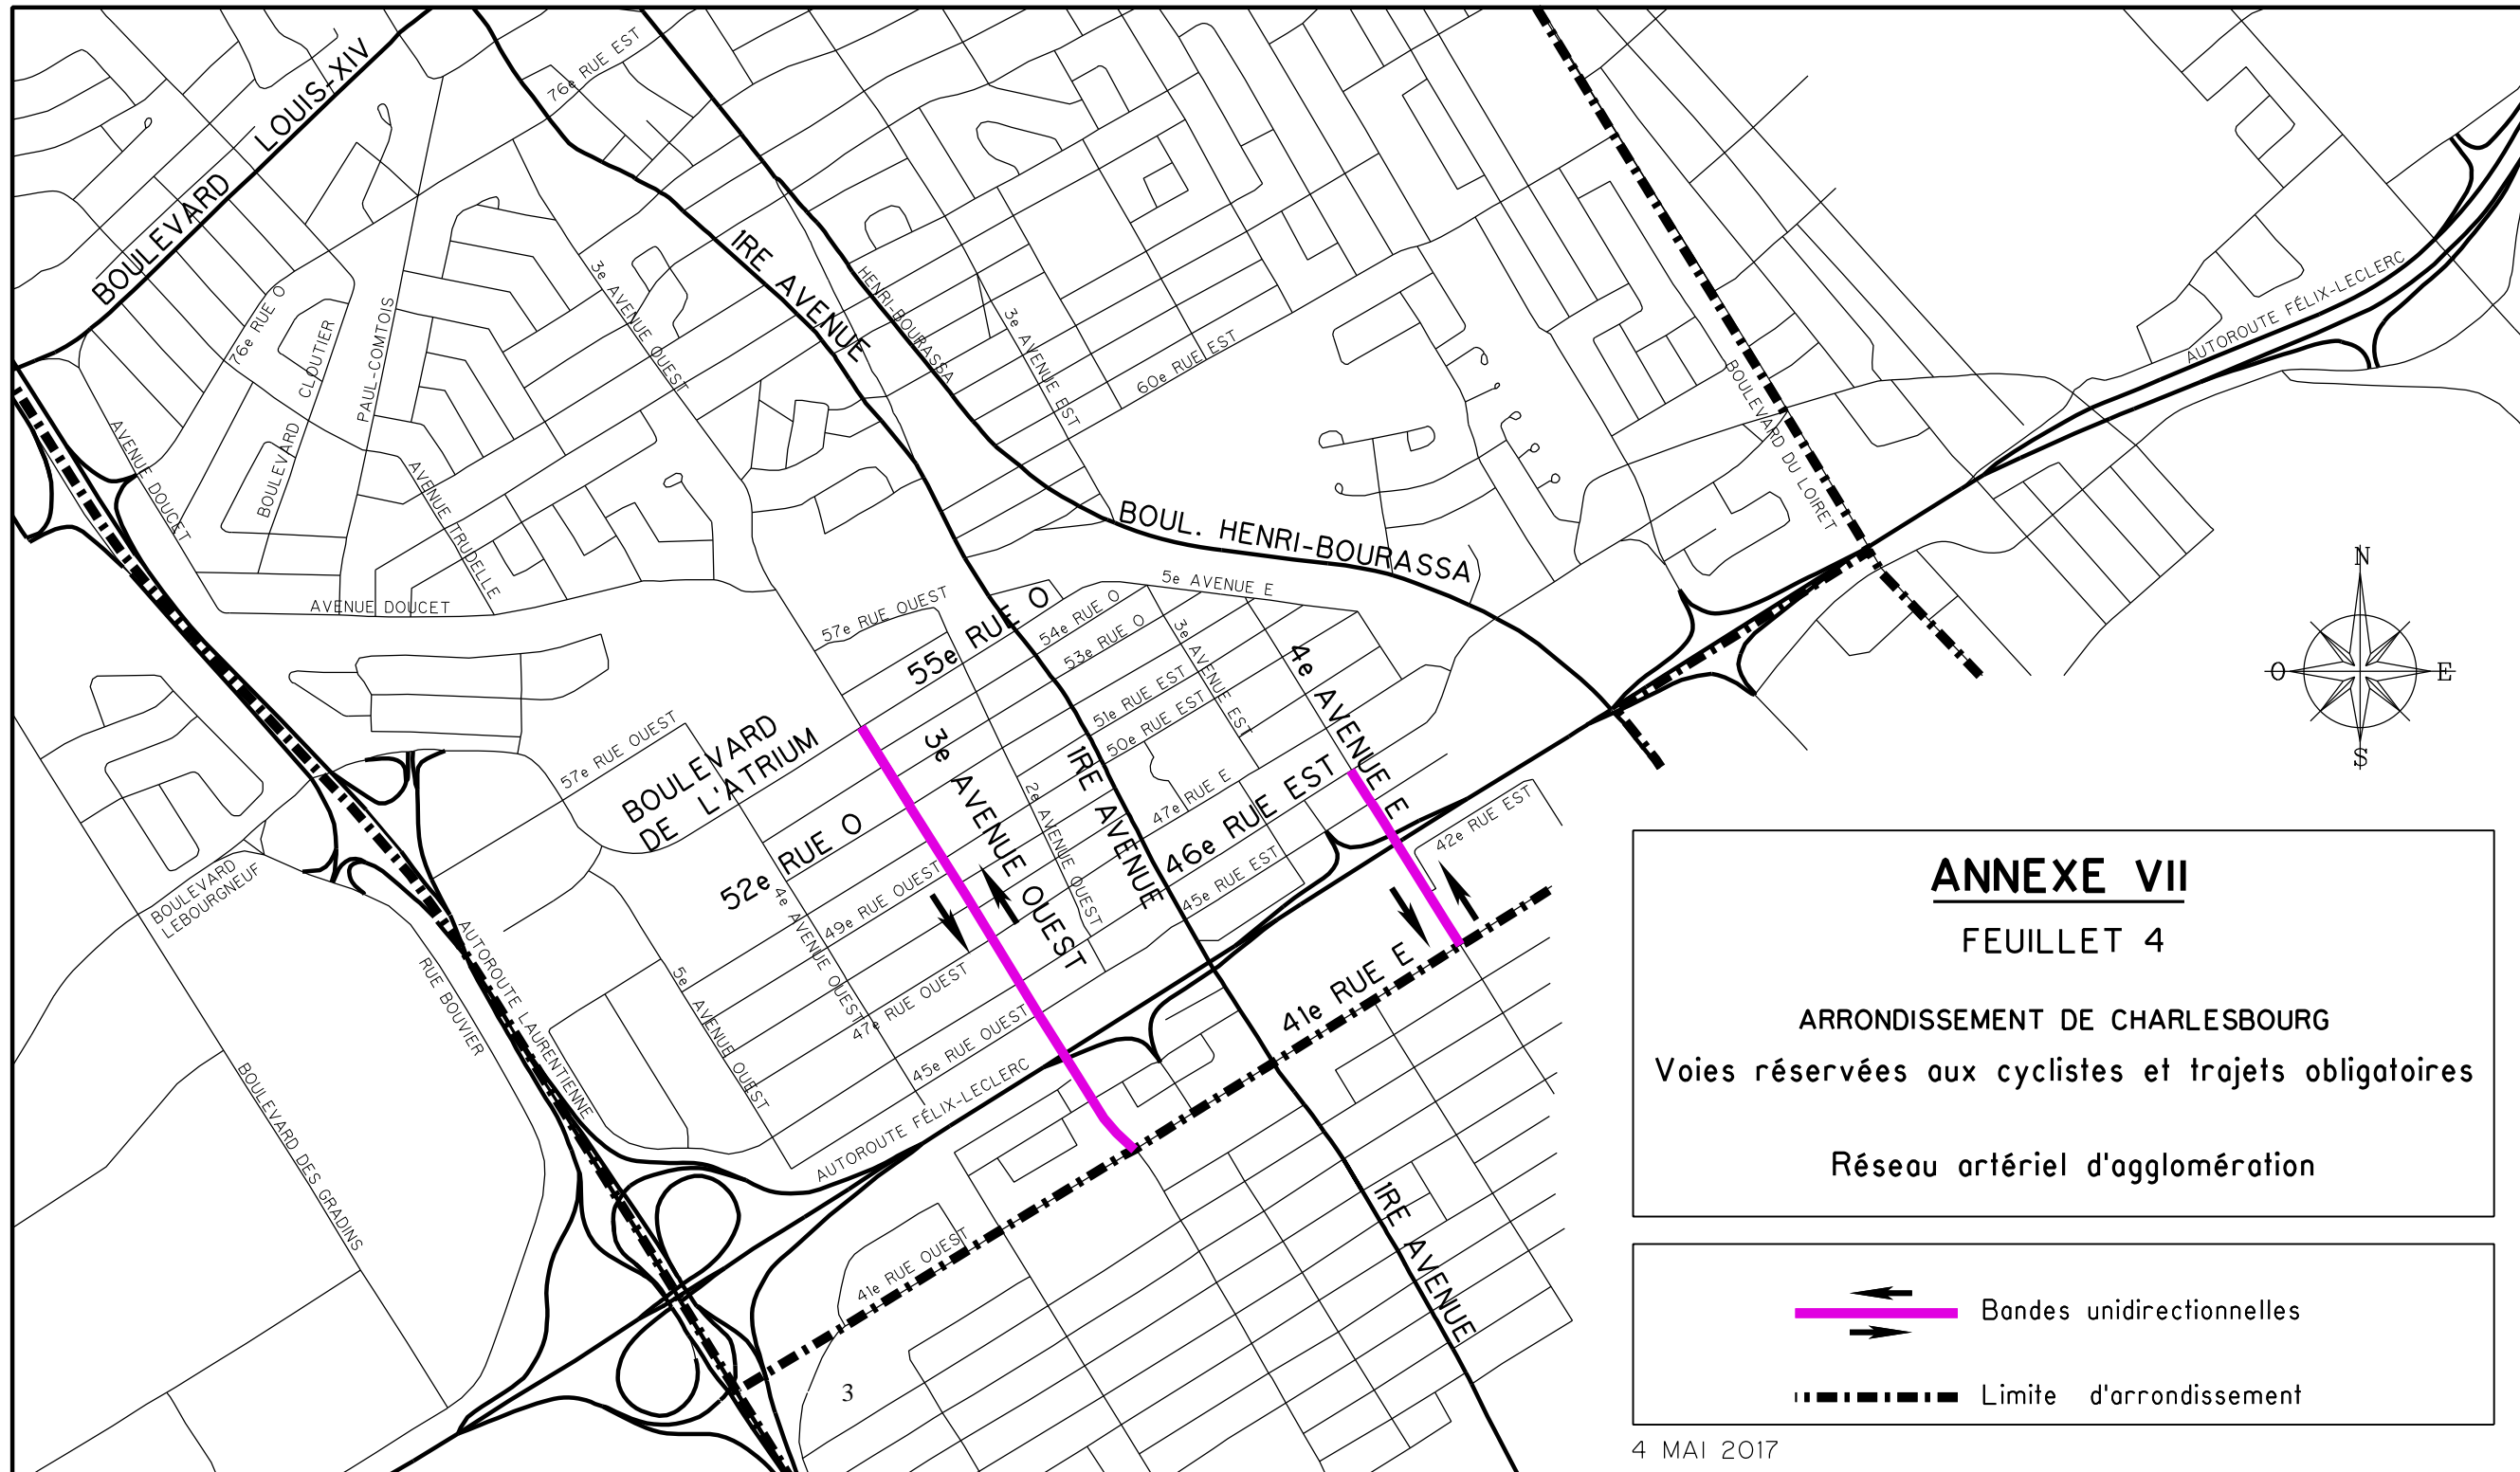 BOULEVARD LOUIS-XIV
76e RUE EST
1RE AVENUE
HENRI-BOURASSA
3e AVENUE OUEST
3e AVENUE EST
60e RUE EST
76e RUE O
BOULEVARD CLOUTIER
PAUL-COMTOIS
AVENUE DOUCET
AVENUE TRUDELLE
AVENUE DOUCET
BOUL. HENRI-BOURASSA
BOULEVARD DU LOIRET
AUTOROUTE FÉLIX-LECLERC
5e AVENUE E
57e RUE OUEST
55e RUE O
54e RUE O
53e RUE O
3e AVENUE EST
4e AVENUE E
51e RUE EST
50e RUE EST
57e RUE OUEST
BOULEVARD
DE L'ATRIUM
3e AVENUE OUEST
2e AVENUE OUEST
1RE AVENUE
47e RUE E
46e RUE EST
45e RUE EST
42e RUE EST
52e RUE O
49e RUE OUEST
4e AVENUE OUEST
47e RUE OUEST
45e RUE OUEST
5e AVENUE OUEST
41e RUE E
BOULEVARD
LEBOURGNEUF
RUE BOUVIER
AUTOROUTE LAURENTIENNE
BOULEVARD DES GRADINS
AUTOROUTE FÉLIX-LECLERC
41e RUE OUEST
1RE AVENUE
3
N
O
E
S
ANNEXE VII
FEUILLET 4
ARRONDISSEMENT DE CHARLESBOURG
Voies réservées aux cyclistes et trajets obligatoires
Réseau artériel d'agglomération
Bandes unidirectionnelles
Limite d'arrondissement
4 MAI 2017